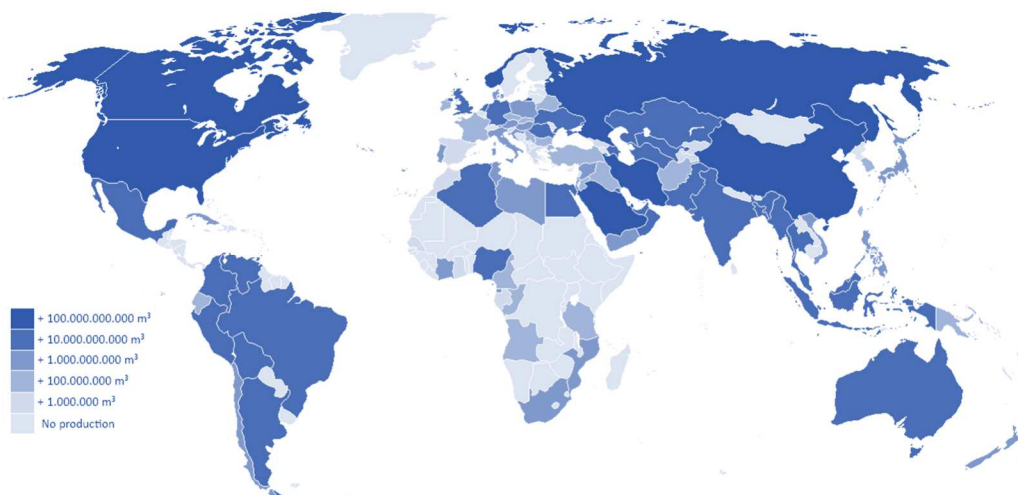 + 100.000.000.000 m³
+ 10.000.000.000 m³
+ 1.000.000.000 m³
+ 100.000.000 m³
+ 1.000.000 m³
No production